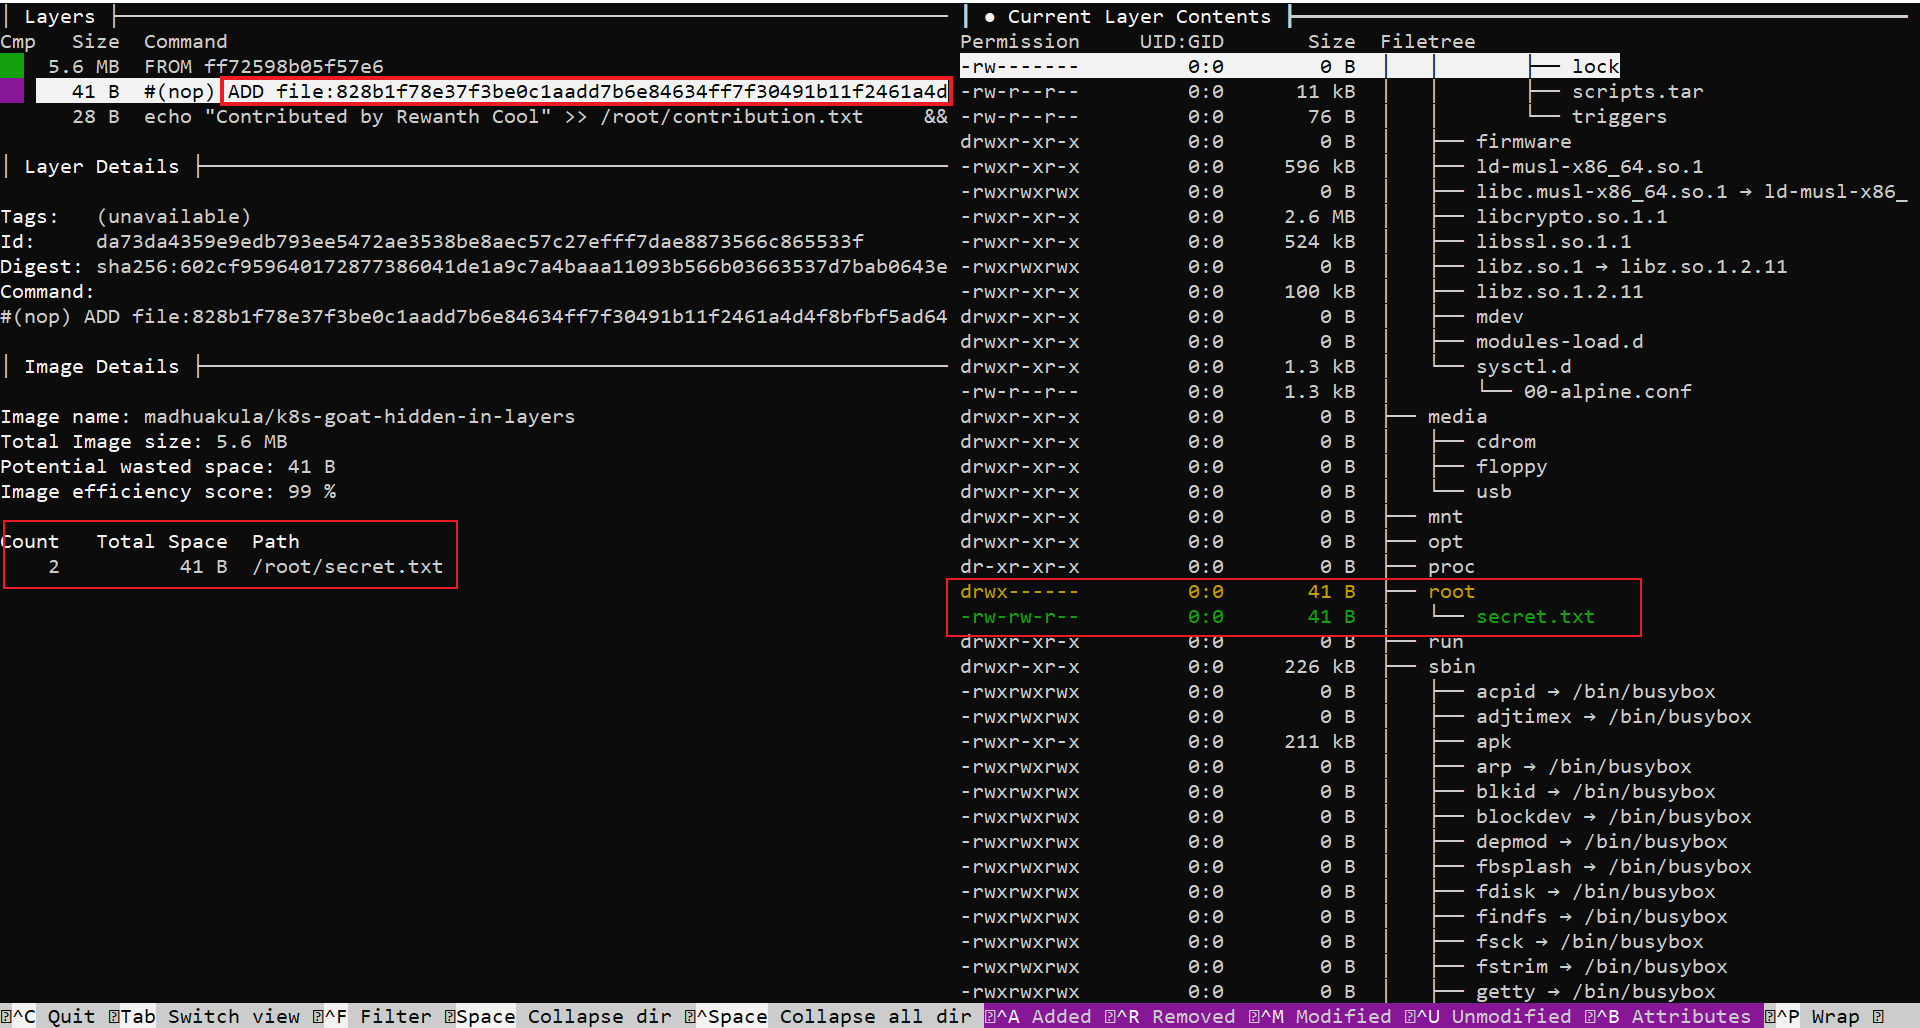 Layers
Cmp Size Command
5.6 MB FROM ff72598b05f57e6
41 B #(nop) ADD file:828b1f78e37f3be0c1aadd7b6e84634ff7f30491b11f2461a4d
28 B echo "Contributed by Rewanth Cool" >> /root/contribution.txt &&
Layer Details
Tags: (unavailable)
Id: da73da4359e9edb793ee5472ae3538be8aec57c27efff7dae8873566c865533f
Digest: sha256:602cf959640172877386041de1a9c7a4baaa11093b566b03663537d7bab0643e
Command:
#(nop) ADD file:828b1f78e37f3be0c1aadd7b6e84634ff7f30491b11f2461a4d4f8bfbf5ad64
Image Details
Image name: madhuakula/k8s-goat-hidden-in-layers
Total Image size: 5.6 MB
Potential wasted space: 41 B
Image efficiency score: 99 %
Count Total Space Path
2 41 B /root/secret.txt
● Current Layer Contents
Permission UID:GID Size Filetree
-rw------- 0:0 0 B │ │ ├── lock
-rw-r--r-- 0:0 11 kB │ │ ├── scripts.tar
-rw-r--r-- 0:0 76 B │ │ └── triggers
drwxr-xr-x 0:0 0 B │ ├── firmware
-rwxr-xr-x 0:0 596 kB │ ├── ld-musl-x86_64.so.1
-rwxrwxrwx 0:0 0 B │ ├── libc.musl-x86_64.so.1 → ld-musl-x86_
-rwxr-xr-x 0:0 2.6 MB │ ├── libcrypto.so.1.1
-rwxr-xr-x 0:0 524 kB │ ├── libssl.so.1.1
-rwxrwxrwx 0:0 0 B │ ├── libz.so.1 → libz.so.1.2.11
-rwxr-xr-x 0:0 100 kB │ ├── libz.so.1.2.11
drwxr-xr-x 0:0 0 B │ ├── mdev
drwxr-xr-x 0:0 0 B │ ├── modules-load.d
drwxr-xr-x 0:0 1.3 kB │ └── sysctl.d
-rw-r--r-- 0:0 1.3 kB │ └── 00-alpine.conf
drwxr-xr-x 0:0 0 B ├── media
drwxr-xr-x 0:0 0 B │ ├── cdrom
drwxr-xr-x 0:0 0 B │ ├── floppy
drwxr-xr-x 0:0 0 B │ └── usb
drwxr-xr-x 0:0 0 B ├── mnt
drwxr-xr-x 0:0 0 B ├── opt
dr-xr-xr-x 0:0 0 B ├── proc
drwx------ 0:0 41 B ├── root
-rw-rw-r-- 0:0 41 B │ └── secret.txt
drwxr-xr-x 0:0 0 B ├── run
drwxr-xr-x 0:0 226 kB ├── sbin
-rwxrwxrwx 0:0 0 B │ ├── acpid → /bin/busybox
-rwxrwxrwx 0:0 0 B │ ├── adjtimex → /bin/busybox
-rwxr-xr-x 0:0 211 kB │ ├── apk
-rwxrwxrwx 0:0 0 B │ ├── arp → /bin/busybox
-rwxrwxrwx 0:0 0 B │ ├── blkid → /bin/busybox
-rwxrwxrwx 0:0 0 B │ ├── blockdev → /bin/busybox
-rwxrwxrwx 0:0 0 B │ ├── depmod → /bin/busybox
-rwxrwxrwx 0:0 0 B │ ├── fbsplash → /bin/busybox
-rwxrwxrwx 0:0 0 B │ ├── fdisk → /bin/busybox
-rwxrwxrwx 0:0 0 B │ ├── findfs → /bin/busybox
-rwxrwxrwx 0:0 0 B │ ├── fsck → /bin/busybox
-rwxrwxrwx 0:0 0 B │ ├── fstrim → /bin/busybox
-rwxrwxrwx 0:0 0 B │ ├── getty → /bin/busybox
^C Quit Tab Switch view ^F Filter Space Collapse dir ^Space Collapse all dir ^A Added ^R Removed ^M Modified ^U Unmodified ^B Attributes ^P Wrap